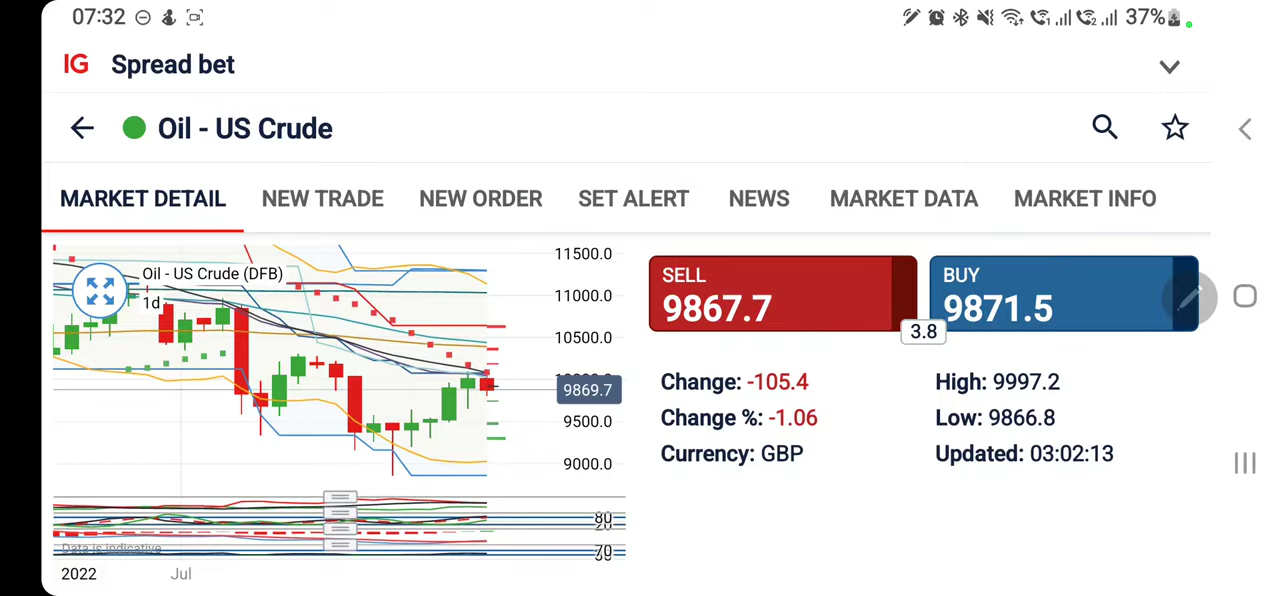 07:32 37%
IG Spread bet
Oil - US Crude
MARKET DETAIL NEW TRADE NEW ORDER SET ALERT NEWS MARKET DATA MARKET INFO
Oil - US Crude (DFB)
1d
11500.0
11000.0
10500.0
9869.7
9500.0
9000.0
80
70
Data is indicative
2022 Jul
SELL
9867.7
3.8
BUY
9871.5
Change: -105.4
Change %: -1.06
Currency: GBP
High: 9997.2
Low: 9866.8
Updated: 03:02:13